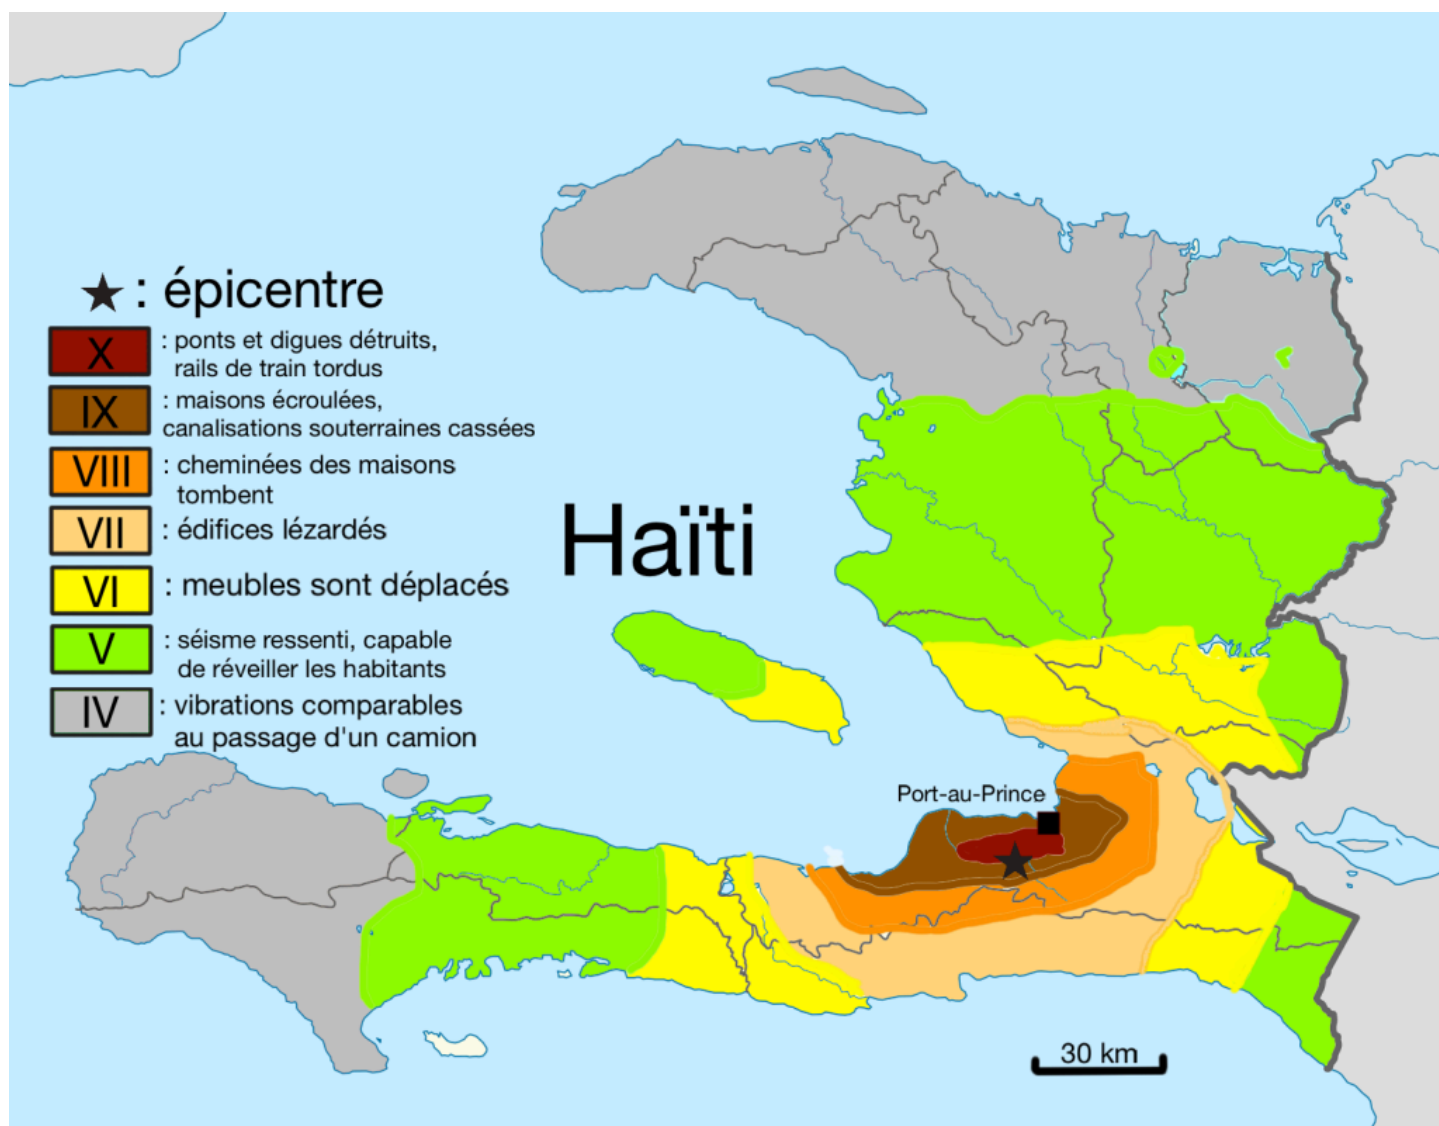 : épicentre
X : ponts et digues détruits,
rails de train tordus
IX : maisons écroulées,
canalisations souterraines cassées
VIII : cheminées des maisons
tombent
VII : édifices lézardés
VI : meubles sont déplacés
V : séisme ressenti, capable
de réveiller les habitants
IV : vibrations comparables
au passage d'un camion
Haïti
Port-au-Prince
30 km